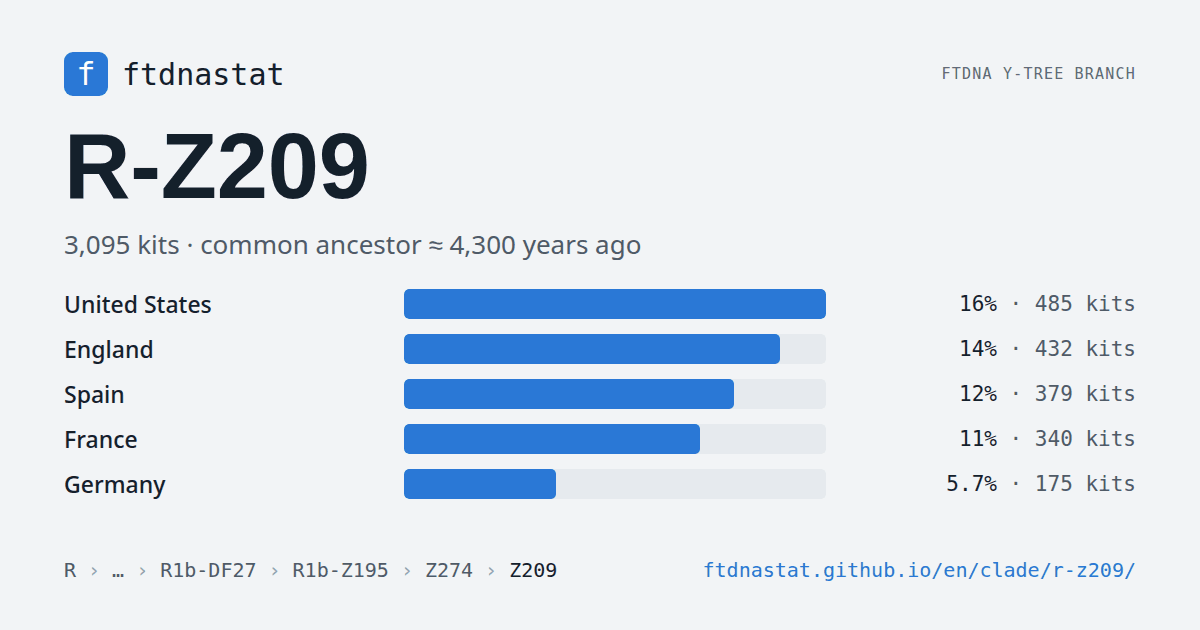 f ftdnastat
FTDNA Y-TREE BRANCH
R-Z209
3,095 kits · common ancestor ≈ 4,300 years ago
United States 16% · 485 kits
England 14% · 432 kits
Spain 12% · 379 kits
France 11% · 340 kits
Germany 5.7% · 175 kits
R › … › R1b-DF27 › R1b-Z195 › Z274 › Z209
ftdnastat.github.io/en/clade/r-z209/